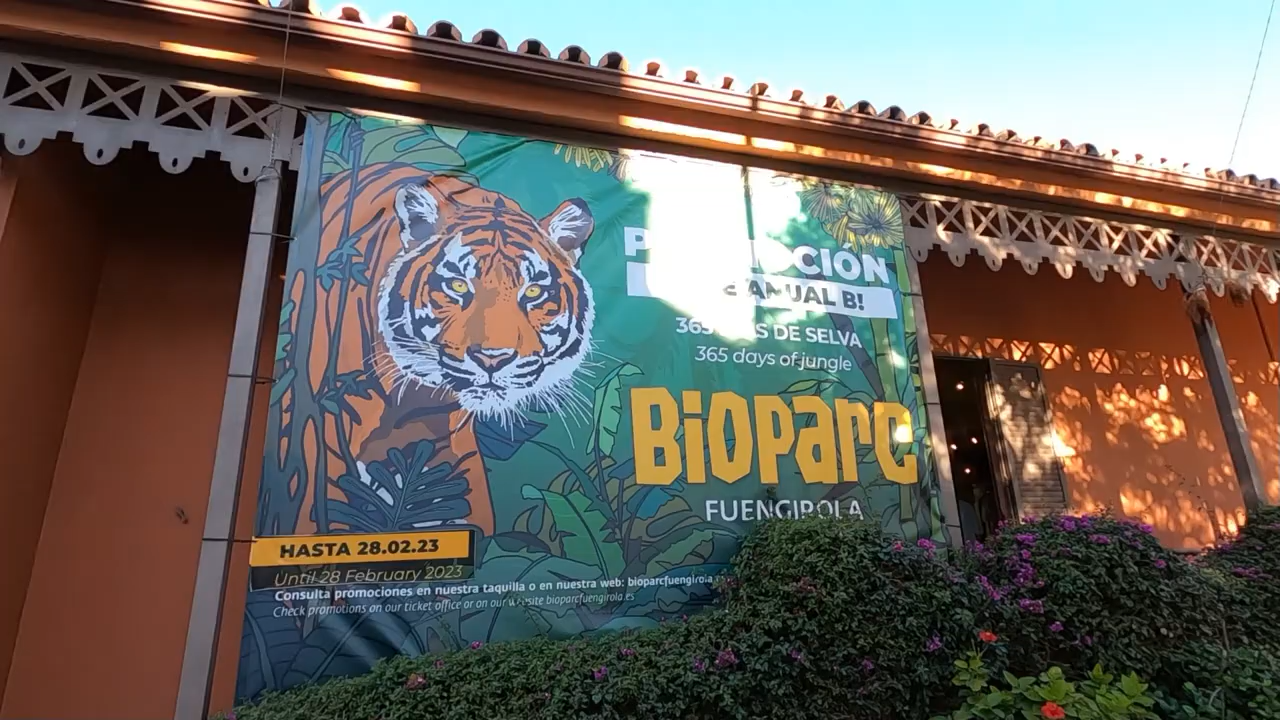 CIÓN
ANUAL B!
365 DE SELVA
365 days of jungle
BIOPARC
FUENGIROLA
HASTA 28.02.23
Until 28 February 2023
Consulta promociones en nuestra taquilla o en nuestra web: bioparcfuengirola
Check promotions on our ticket office or on our website bioparcfuengirola.es